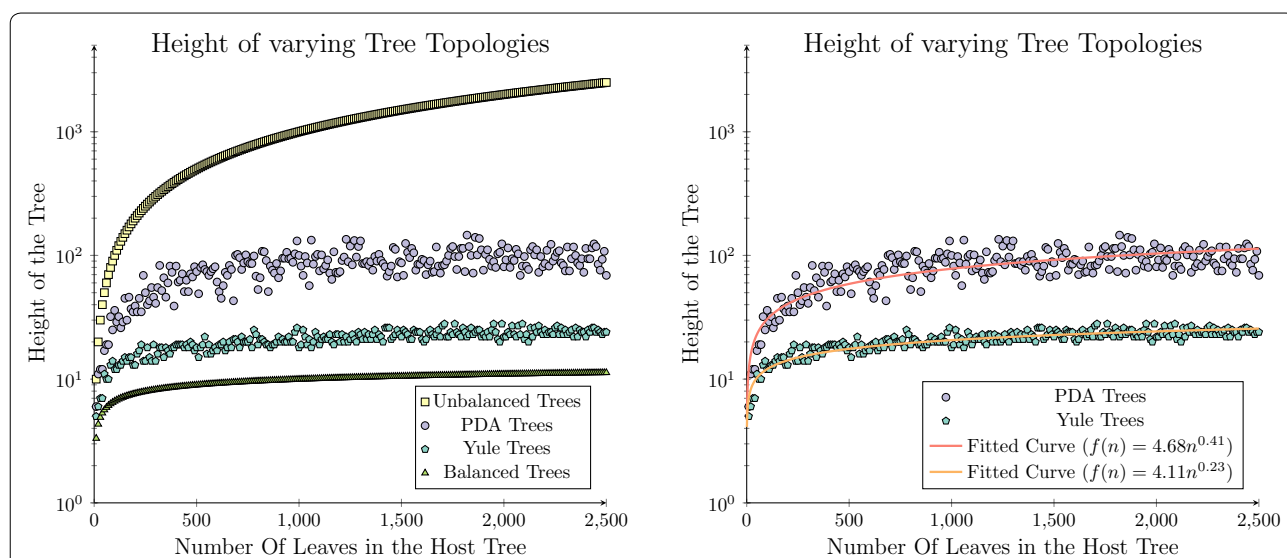 Height of varying Tree Topologies
10^3
10^2
10^1
10^0
Height of the Tree
Unbalanced Trees
PDA Trees
Yule Trees
Balanced Trees
0 500 1,000 1,500 2,000 2,500
Number Of Leaves in the Host Tree
Height of varying Tree Topologies
10^3
10^2
10^1
10^0
Height of the Tree
PDA Trees
Yule Trees
Fitted Curve (f(n) = 4.68n^0.41)
Fitted Curve (f(n) = 4.11n^0.23)
0 500 1,000 1,500 2,000 2,500
Number Of Leaves in the Host Tree